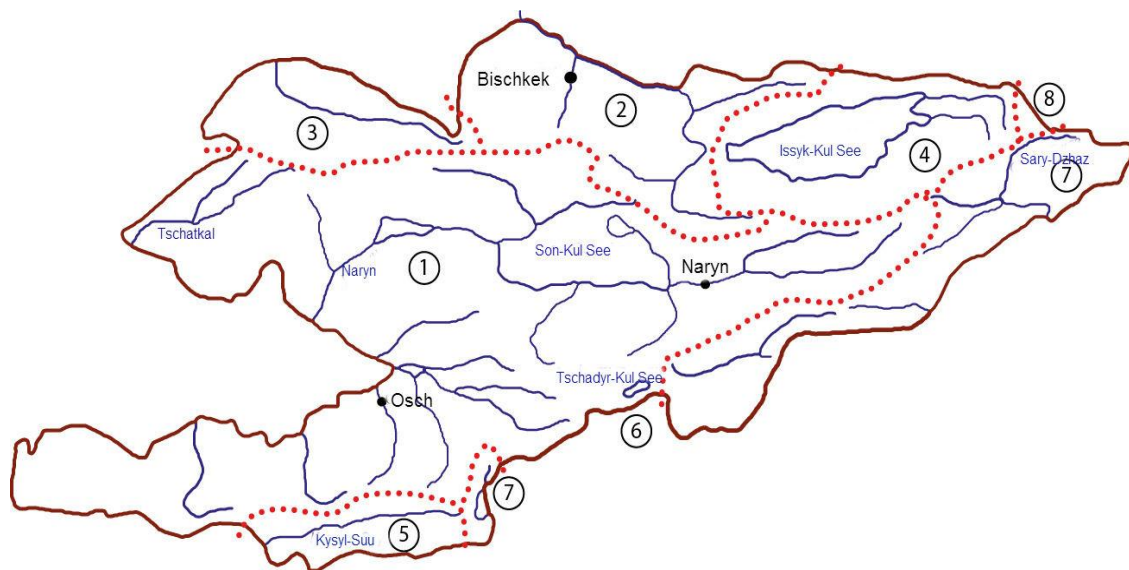 Bischkek
2
8
3
Issyk-Kul See
4
Sary-Dzhaz
7
Tschatkal
Son-Kul See
Naryn
1
Naryn
Tschadyr-Kul See
Osch
6
7
Kysyl-Suu
5